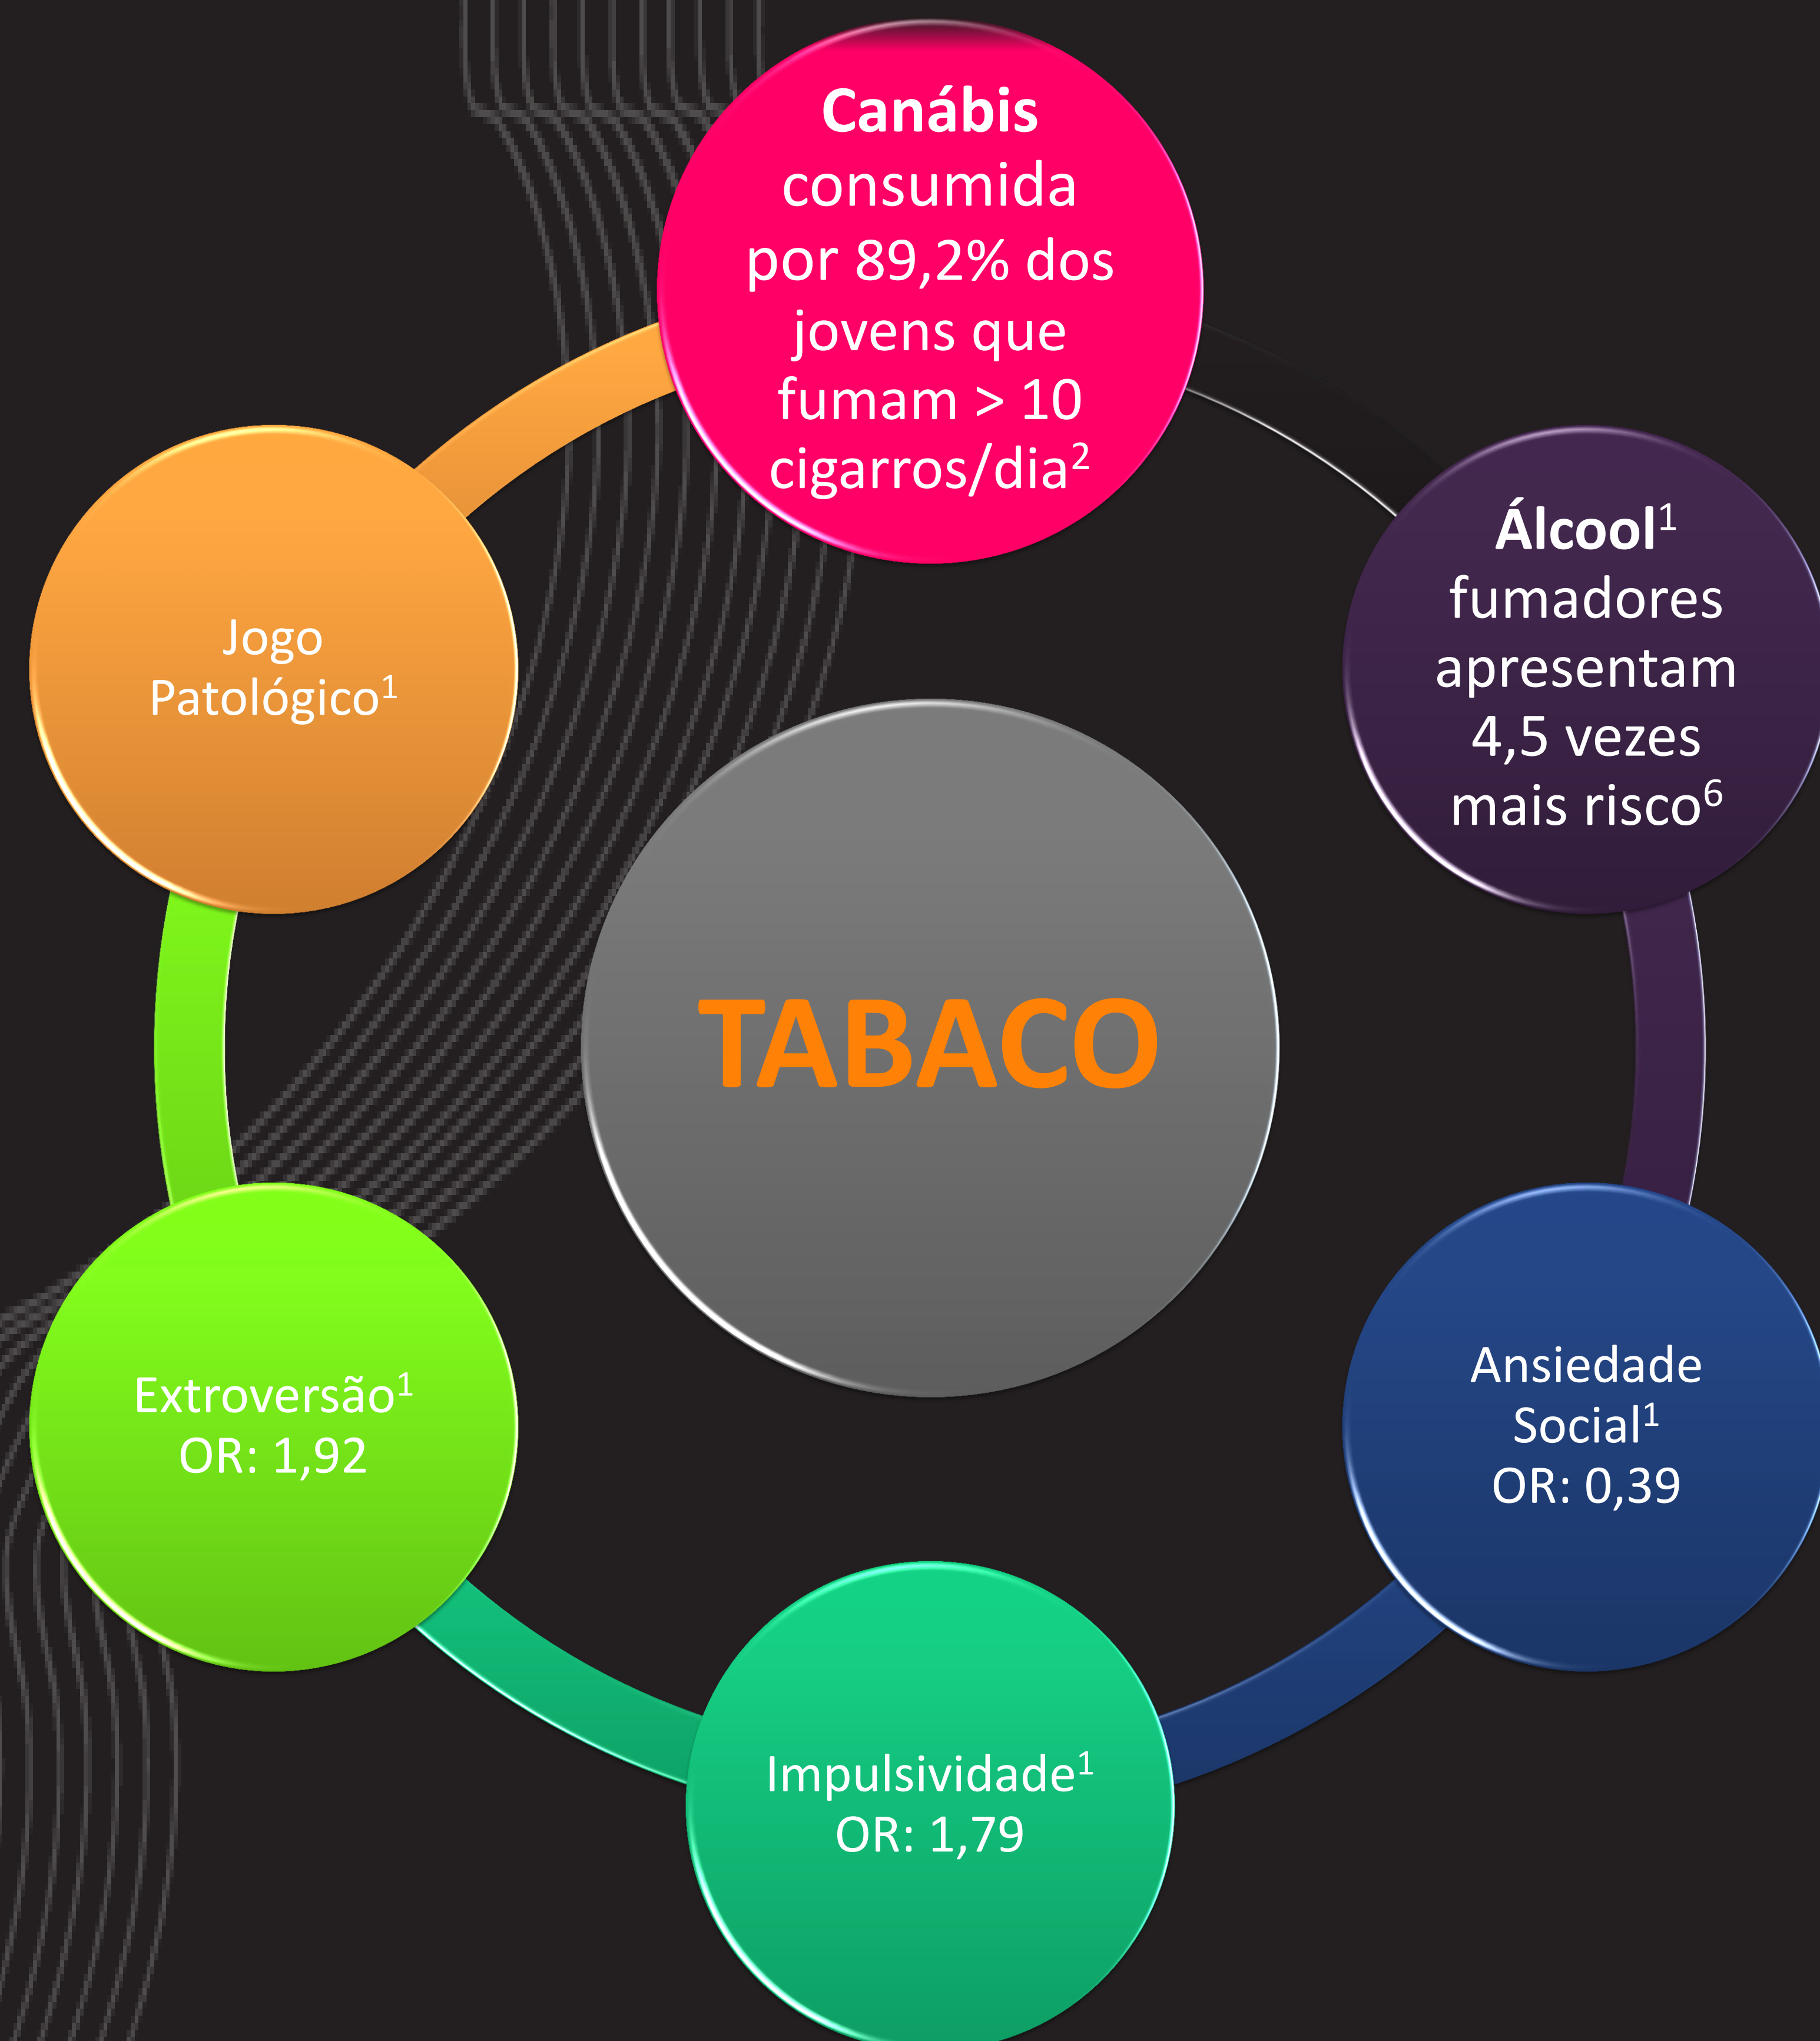 Canábis
consumida
por 89,2% dos
jovens que
fumam > 10
cigarros/dia²
Álcool¹
fumadores
apresentam
4,5 vezes
mais risco⁶
Jogo
Patológico¹
TABACO
Ansiedade
Social¹
OR: 0,39
Extroversão¹
OR: 1,92
Impulsividade¹
OR: 1,79